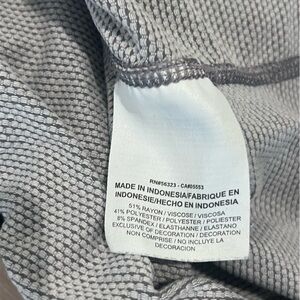 RN#56323 - CA#05553
MADE IN INDONESIA/FABRIQUE EN
INDONESIE/HECHO EN INDONESIA
51% RAYON / VISCOSE / VISCOSA
41% POLYESTER / POLYESTER / POLIESTER
8% SPANDEX / ELASTHANNE / ELASTANO
EXCLUSIVE OF DECORATION / DECORATION
NON COMPRISE / NO INCLUYE LA
DECORACION